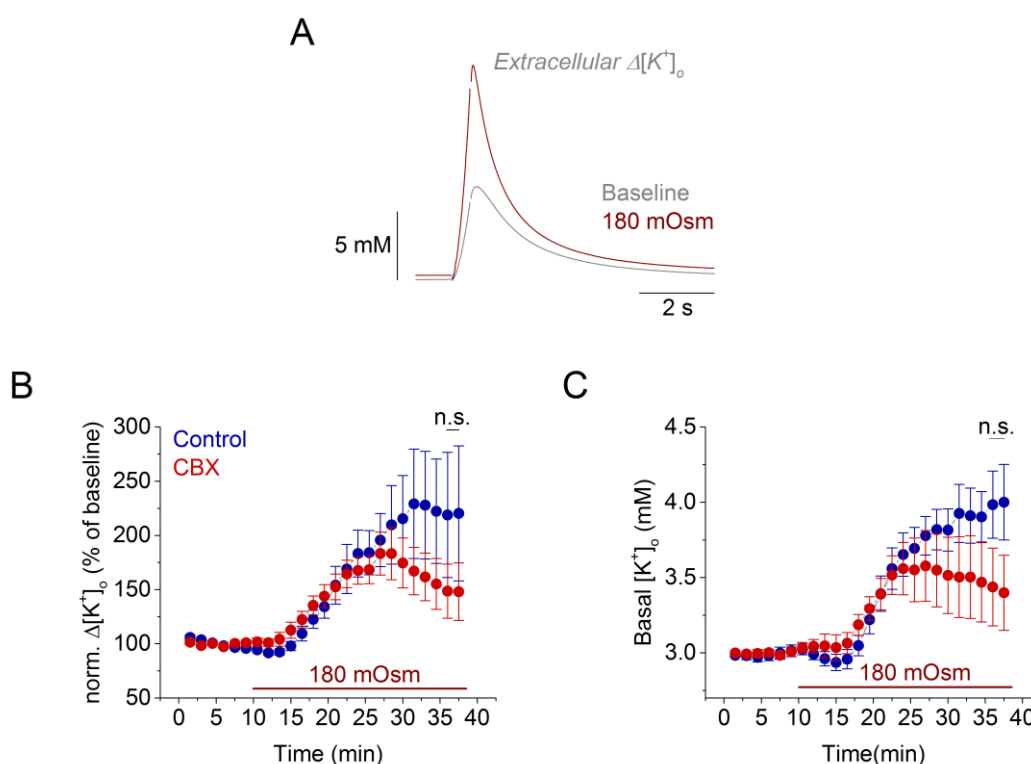 A
Extracellular Δ[K⁺]ₒ
Baseline
180 mOsm
5 mM
2 s
B
norm. Δ[K⁺]ₒ (% of baseline)
300
250
200
150
100
50
Control
CBX
n.s.
180 mOsm
0 5 10 15 20 25 30 35 40
Time (min)
C
Basal [K⁺]ₒ (mM)
4.5
4.0
3.5
3.0
n.s.
180 mOsm
0 5 10 15 20 25 30 35 40
Time(min)